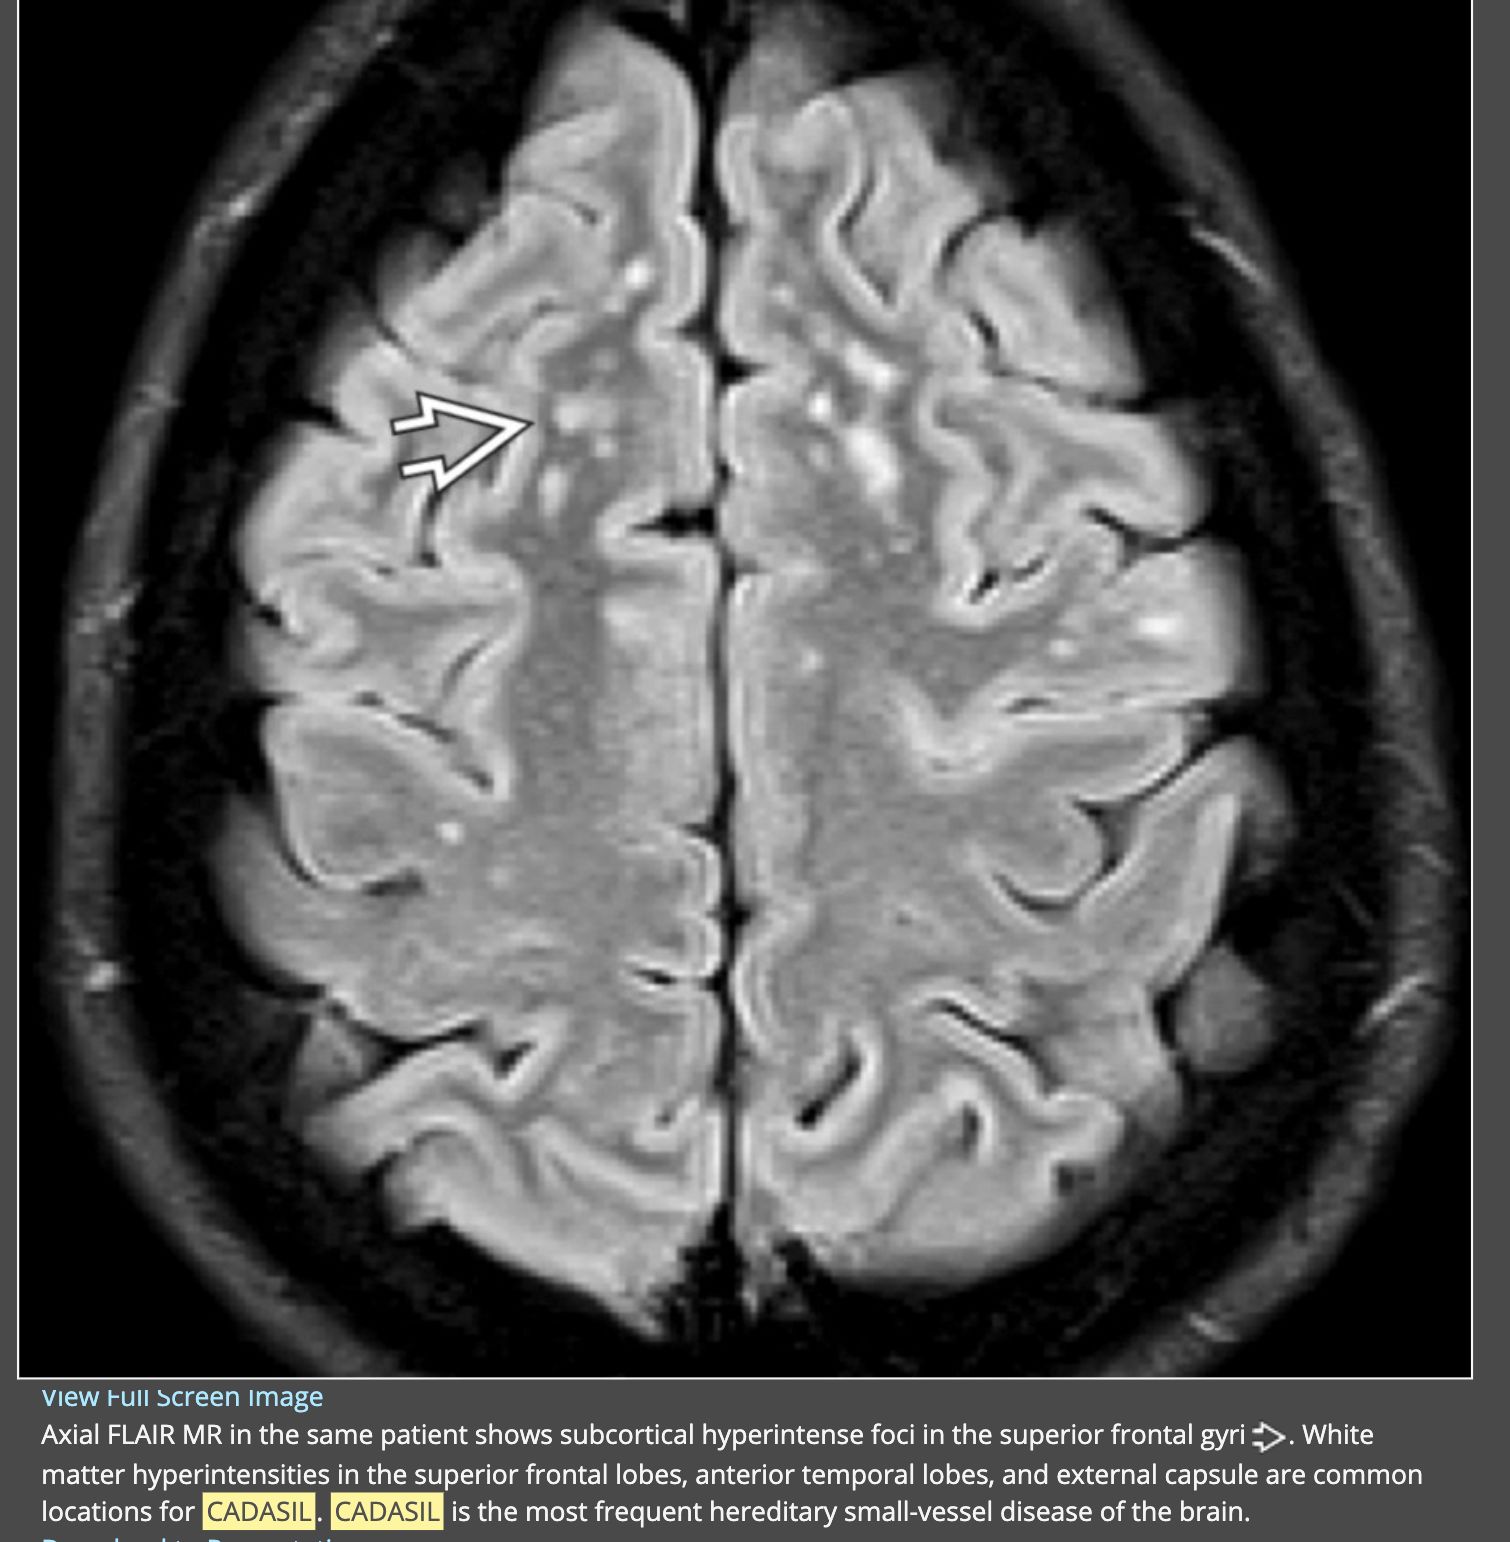 View Full Screen Image
Axial FLAIR MR in the same patient shows subcortical hyperintense foci in the superior frontal gyri . White
matter hyperintensities in the superior frontal lobes, anterior temporal lobes, and external capsule are common
locations for CADASIL. CADASIL is the most frequent hereditary small-vessel disease of the brain.